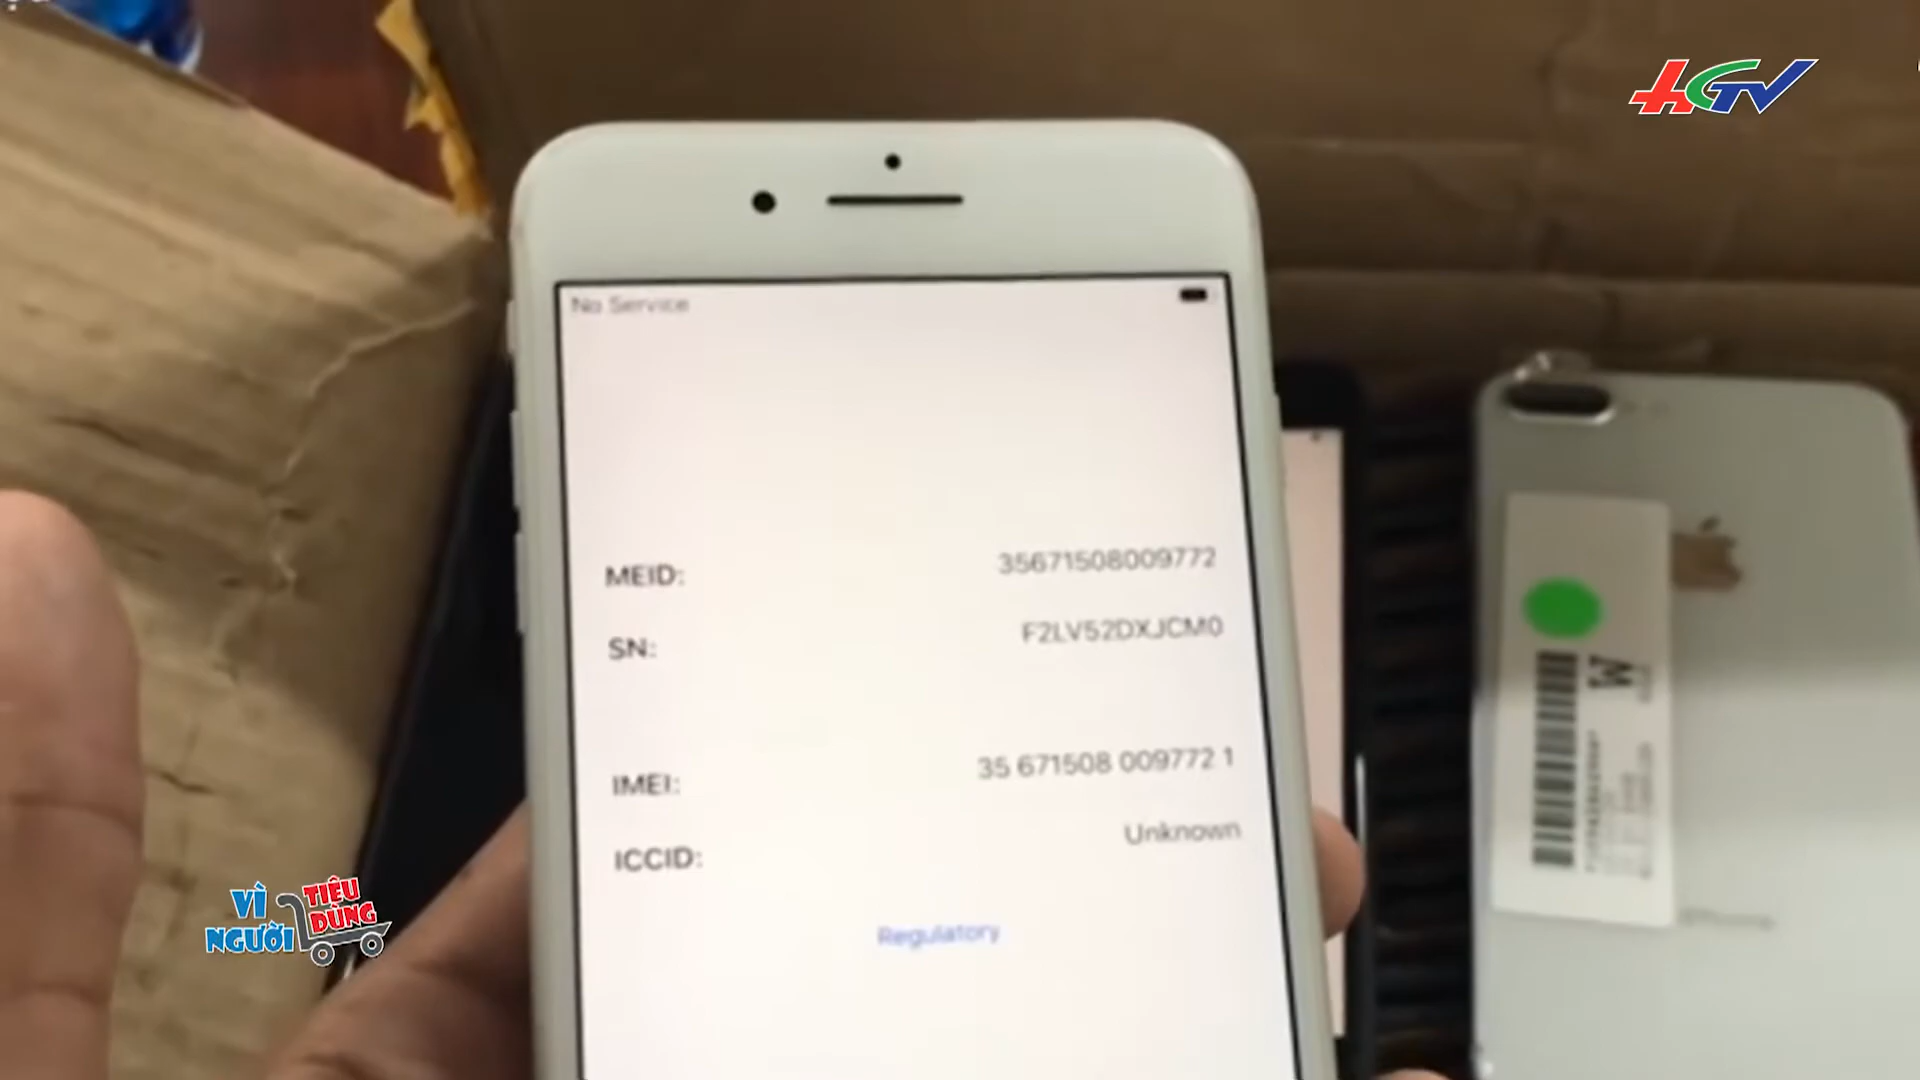 HGTV
No Service
MEID: 35671508009772
SN: F2LV52DXJCM0
IMEI: 35 671508 009772 1
ICCID: Unknown
Regulatory
W
VÌ
NGƯỜI
TIÊU
DÙNG